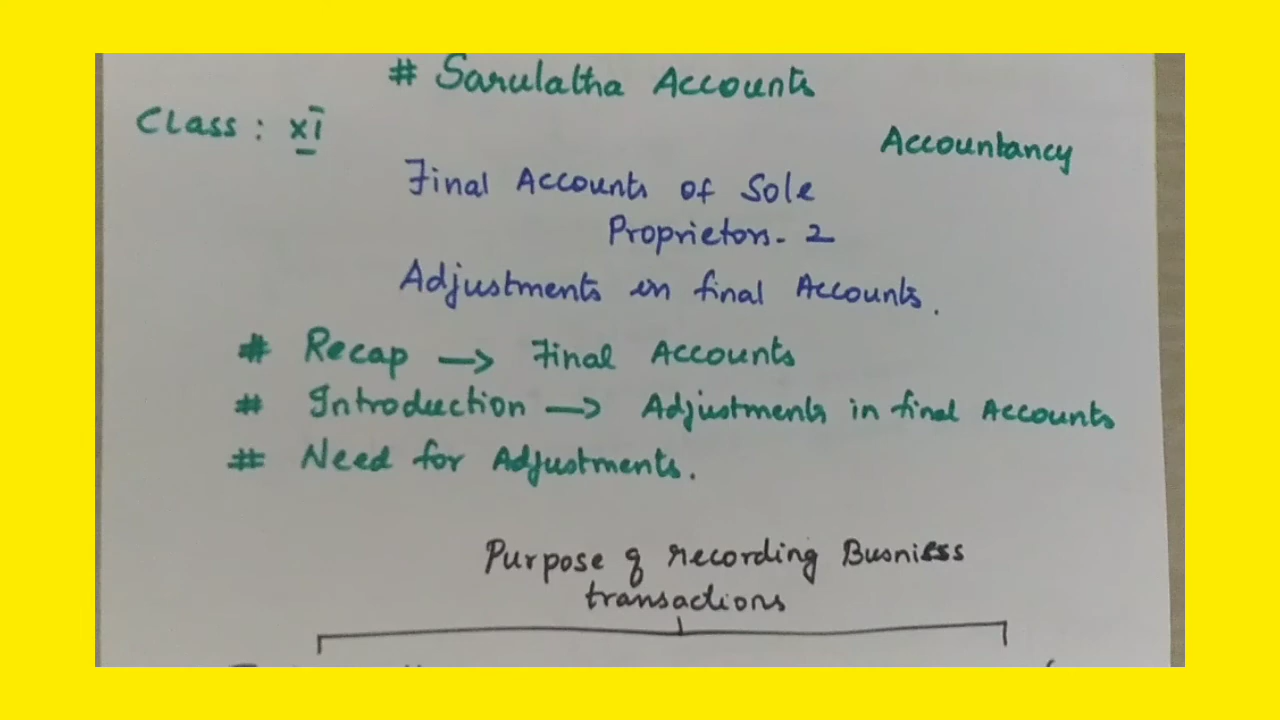 # Sarulatha Accounts
Class: XI
Accountancy
Final Accounts of Sole
Proprietors- 2
Adjustments in final Accounts.
# Recap → Final Accounts
# Introduction → Adjustments in final Accounts
# Need for Adjustments.
Purpose of recording Busniess
transactions